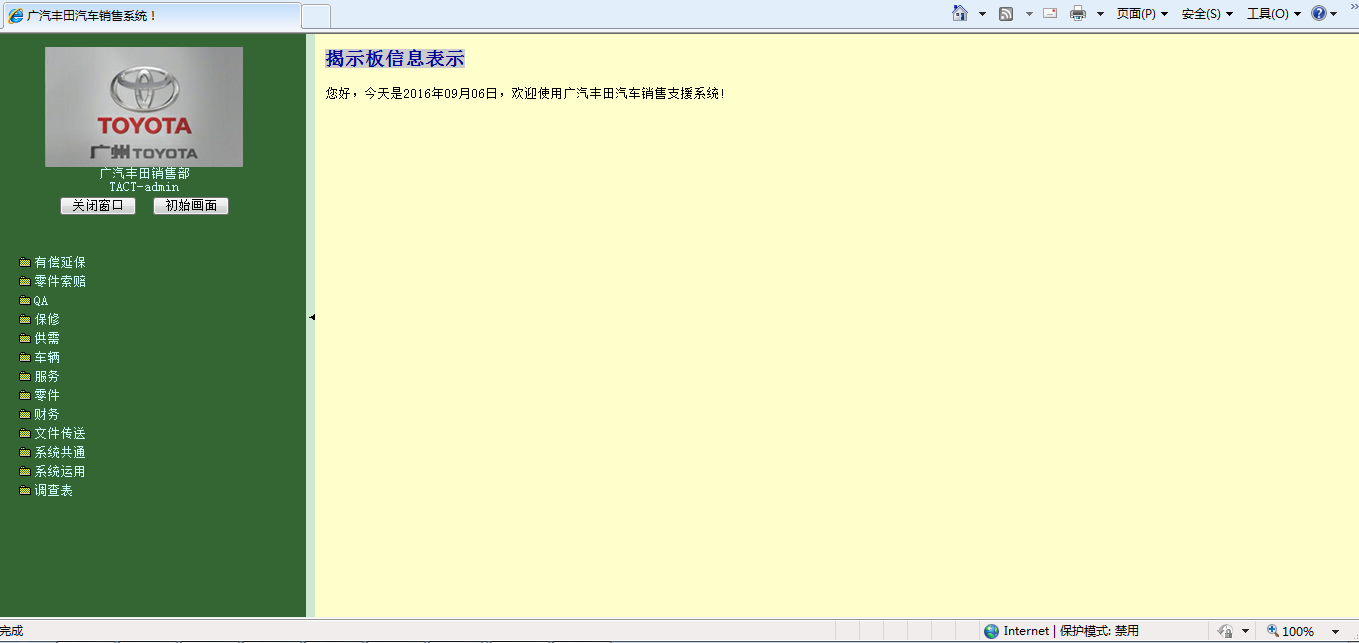 广汽丰田汽车销售系统！
页面(P) 安全(S) 工具(O)
TOYOTA
广州TOYOTA
广汽丰田销售部
TACT-admin
关闭窗口 初始画面
有偿延保
零件索赔
QA
保修
供需
车辆
服务
零件
财务
文件传送
系统共通
系统运用
调查表
揭示板信息表示
您好，今天是2016年09月06日，欢迎使用广汽丰田汽车销售支援系统!
完成 Internet | 保护模式: 禁用 100%